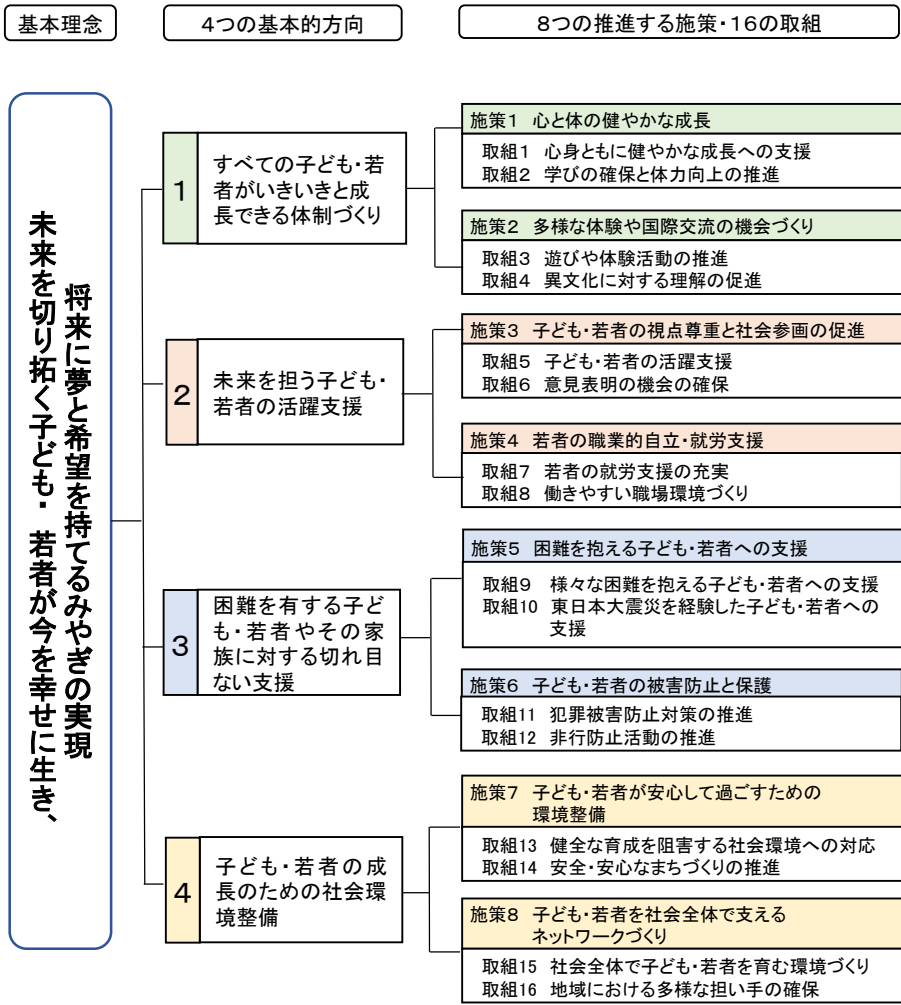 基本理念
4つの基本的方向
8つの推進する施策・16の取組
未来を切り拓く子ども・ 若者が今を幸せに生き、
将来に夢と希望を持てるみやぎの実現
1
すべての子ども・若
者がいきいきと成
長できる体制づくり
施策1 心と体の健やかな成長
取組1 心身ともに健やかな成長への支援
取組2 学びの確保と体力向上の推進
施策2 多様な体験や国際交流の機会づくり
取組3 遊びや体験活動の推進
取組4 異文化に対する理解の促進
2
未来を担う子ども・
若者の活躍支援
施策3 子ども・若者の視点尊重と社会参画の促進
取組5 子ども・若者の活躍支援
取組6 意見表明の機会の確保
施策4 若者の職業的自立・就労支援
取組7 若者の就労支援の充実
取組8 働きやすい職場環境づくり
3
困難を有する子ど
も・若者やその家
族に対する切れ目
ない支援
施策5 困難を抱える子ども・若者への支援
取組9 様々な困難を抱える子ども・若者への支援
取組10 東日本大震災を経験した子ども・若者への
支援
施策6 子ども・若者の被害防止と保護
取組11 犯罪被害防止対策の推進
取組12 非行防止活動の推進
4
子ども・若者の成
長のための社会環
境整備
施策7 子ども・若者が安心して過ごすための
環境整備
取組13 健全な育成を阻害する社会環境への対応
取組14 安全・安心なまちづくりの推進
施策8 子ども・若者を社会全体で支える
ネットワークづくり
取組15 社会全体で子ども・若者を育む環境づくり
取組16 地域における多様な担い手の確保